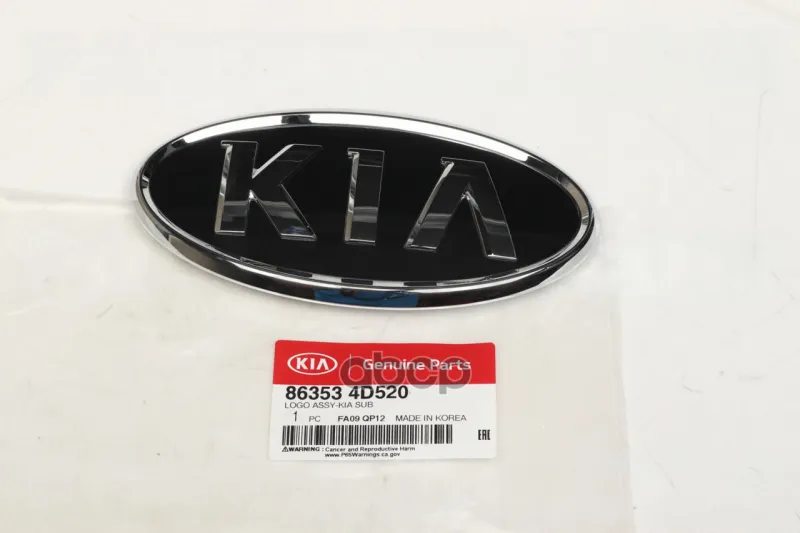 KIA
KIA Genuine Parts
abcp
86353 4D520
LOGO ASSY-KIA SUB
1 PC FA09 QP12 MADE IN KOREA
EAC
⚠WARNING : Cancer and Reproductive Harm
www.P65Warnings.ca.gov